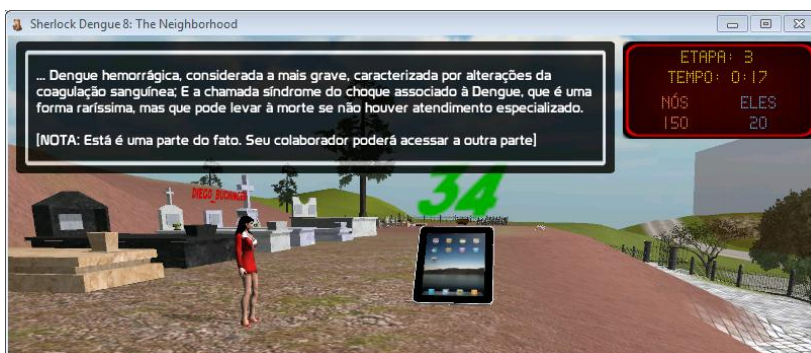 Sherlock Dengue 8: The Neighborhood
... Dengue hemorrágica, considerada a mais grave, caracterizada por alterações da
coagulação sanguínea; E a chamada síndrome do choque associado à Dengue, que é uma
forma raríssima, mas que pode levar à morte se não houver atendimento especializado.
[NOTA: Está é uma parte do fato. Seu colaborador poderá acessar a outra parte]
ETAPA: 3
TEMPO: 0:17
NÓS ELES
150 20
DIEGO_BUCHINGER
34